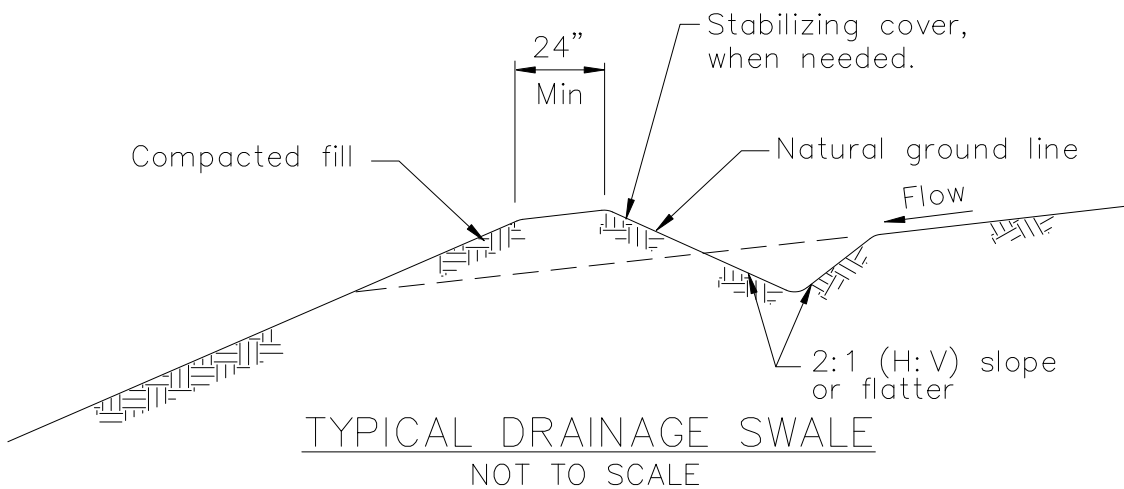 Stabilizing cover,
when needed.
24”
Min
Compacted fill
Natural ground line
Flow
2:1 (H:V) slope
or flatter
TYPICAL DRAINAGE SWALE
NOT TO SCALE